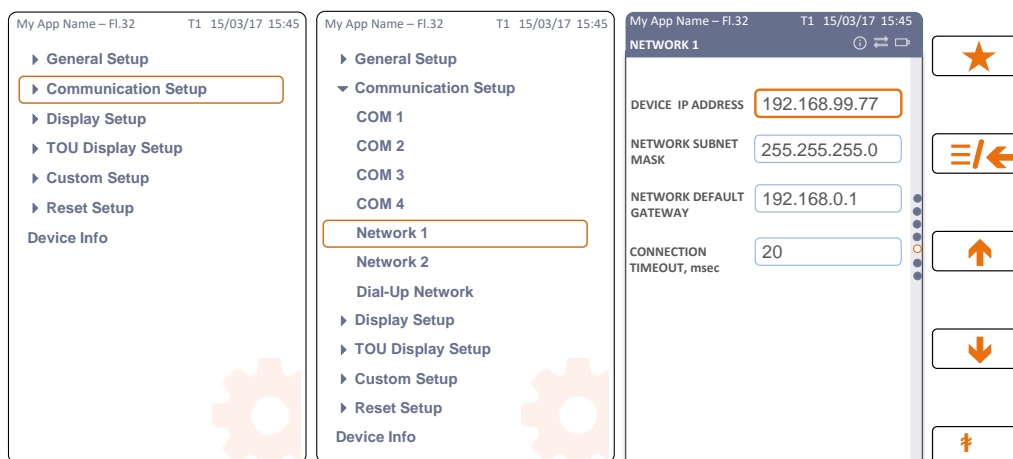 My App Name – Fl.32 T1 15/03/17 15:45
General Setup
Communication Setup
Display Setup
TOU Display Setup
Custom Setup
Reset Setup
Device Info
My App Name – Fl.32 T1 15/03/17 15:45
General Setup
Communication Setup
COM 1
COM 2
COM 3
COM 4
Network 1
Network 2
Dial-Up Network
Display Setup
TOU Display Setup
Custom Setup
Reset Setup
Device Info
My App Name – Fl.32 T1 15/03/17 15:45
NETWORK 1
DEVICE IP ADDRESS 192.168.99.77
NETWORK SUBNET
MASK
255.255.255.0
NETWORK DEFAULT
GATEWAY
192.168.0.1
CONNECTION
TIMEOUT, msec
20